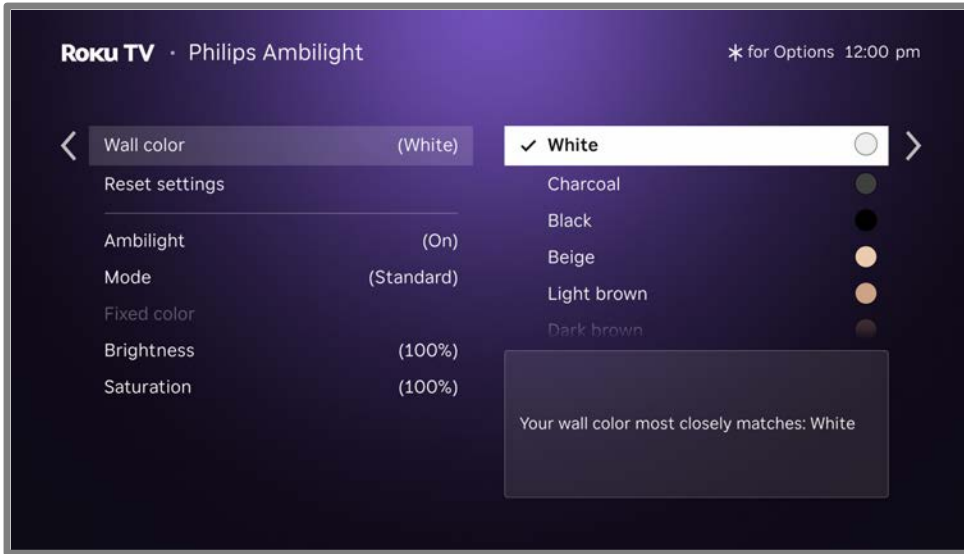 Roku TV · Philips Ambilight
* for Options 12:00 pm
Wall color (White)
Reset settings
Ambilight (On)
Mode (Standard)
Fixed color
Brightness (100%)
Saturation (100%)
✓ White
Charcoal
Black
Beige
Light brown
Dark brown
Your wall color most closely matches: White